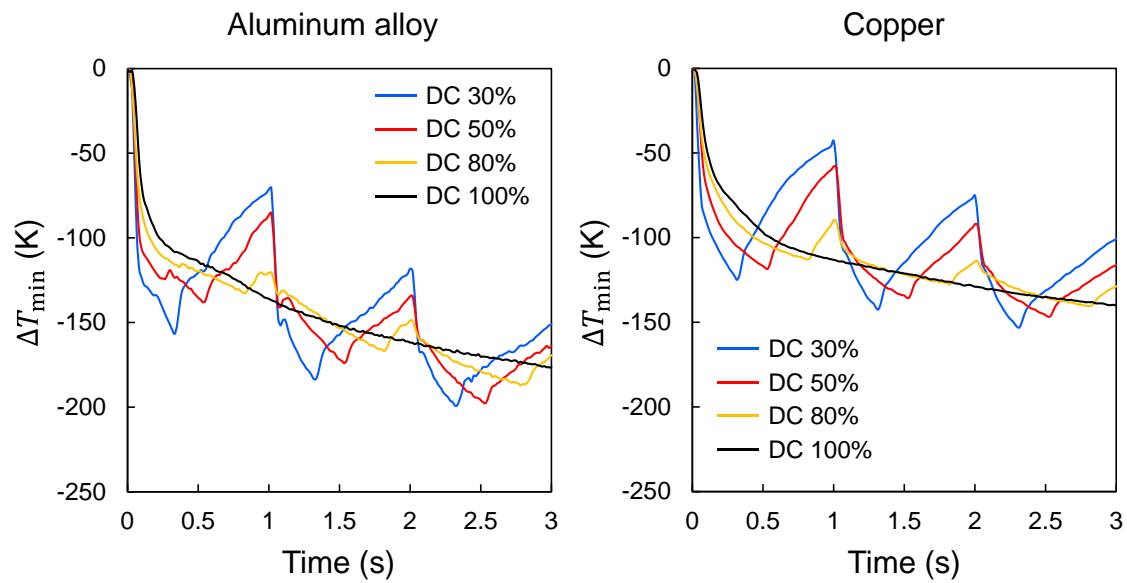 Aluminum alloy
0
-50
-100
-150
-200
-250
ΔTmin (K)
0
0.5
1
1.5
2
2.5
3
Time (s)
DC 30%
DC 50%
DC 80%
DC 100%
Copper
0
-50
-100
-150
-200
-250
ΔTmin (K)
0
0.5
1
1.5
2
2.5
3
Time (s)
DC 30%
DC 50%
DC 80%
DC 100%